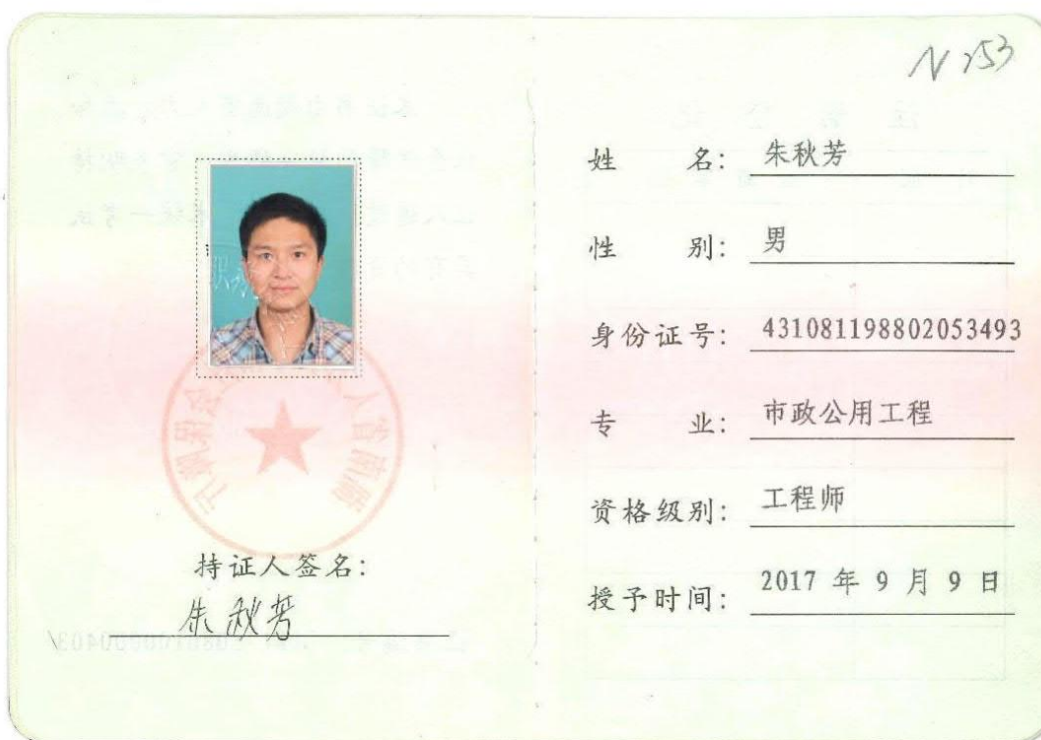 N 153
姓名：朱秋芳
性别：男
身份证号：431081198802053493
专业：市政公用工程
资格级别：工程师
授予时间：2017 年 9 月 9 日
持证人签名：
朱秋芳